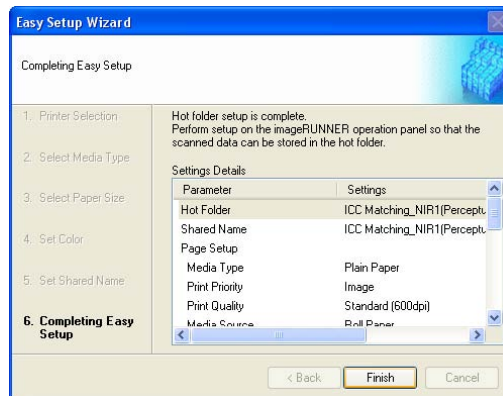 Easy Setup Wizard
Completing Easy Setup
1. Printer Selection
2. Select Media Type
3. Select Paper Size
4. Set Color
5. Set Shared Name
6. Completing Easy
Setup
Hot folder setup is complete.
Perform setup on the imageRUNNER operation panel so that the
scanned data can be stored in the hot folder.
Settings Details
Parameter Settings
Hot Folder ICC Matching_NIR1(Perceptu
Shared Name ICC Matching_NIR1(Perceptu
Page Setup
Media Type Plain Paper
Print Priority Image
Print Quality Standard (600dpi)
Media Source Roll Paper
< Back Finish Cancel